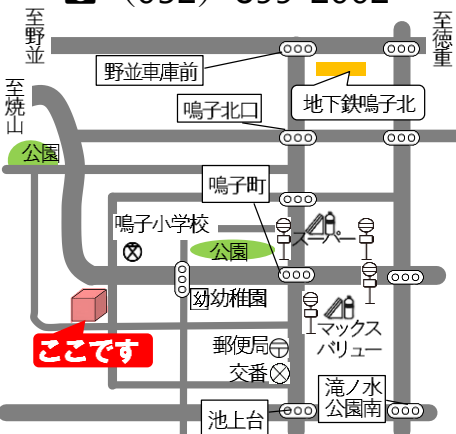 至野並
至徳重
野並車庫前
地下鉄鳴子北
至焼山
鳴子北口
公園
鳴子町
鳴子小学校
スーパー
公園
幼幼稚園
ここです
マックス
バリュー
郵便局
交番
滝ノ水
公園南
池上台